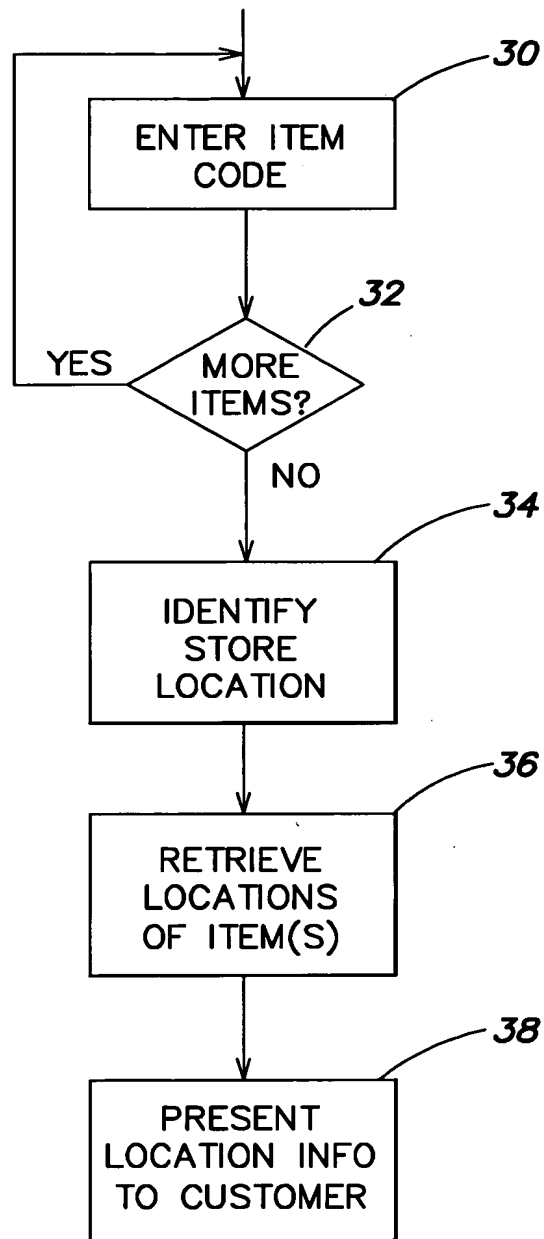 30
ENTER ITEM
CODE
32
YES
MORE
ITEMS?
NO
34
IDENTIFY
STORE
LOCATION
36
RETRIEVE
LOCATIONS
OF ITEM(S)
38
PRESENT
LOCATION INFO
TO CUSTOMER